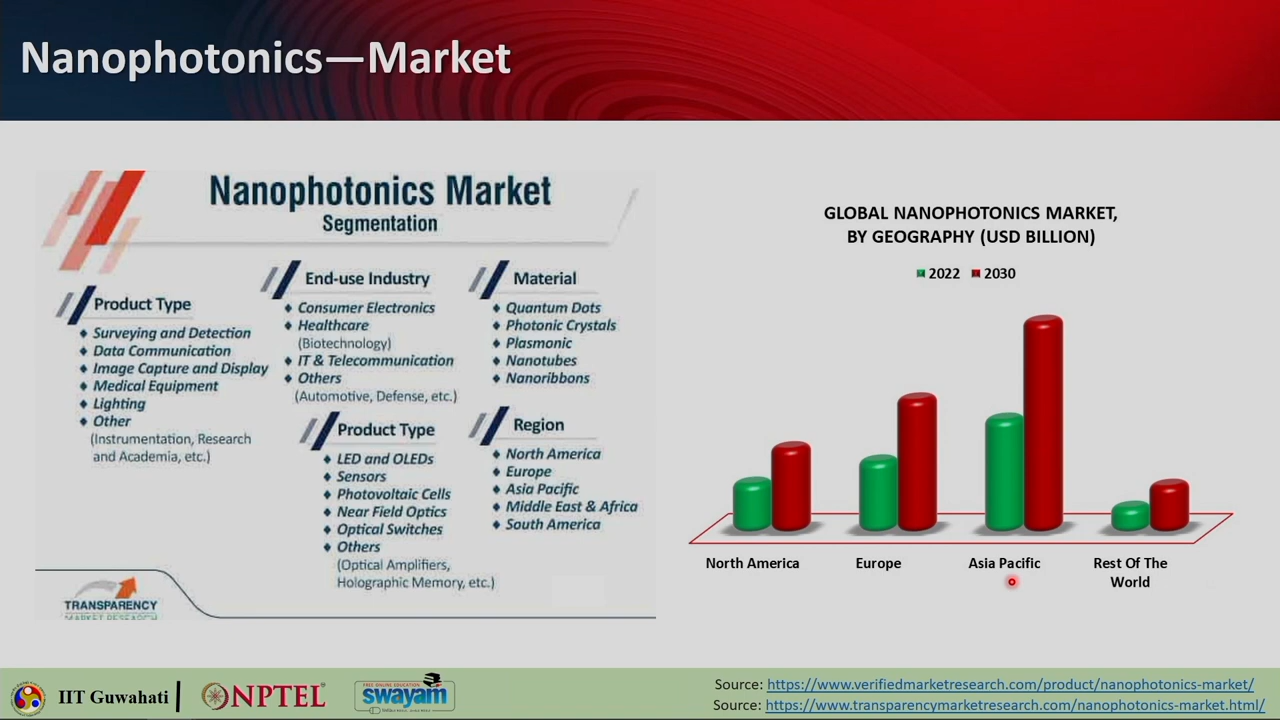 Nanophotonics—Market
Nanophotonics Market
Segmentation
Product Type
♦ Surveying and Detection
♦ Data Communication
♦ Image Capture and Display
♦ Medical Equipment
♦ Lighting
♦ Other
(Instrumentation, Research
and Academia, etc.)
End-use Industry
♦ Consumer Electronics
♦ Healthcare
(Biotechnology)
♦ IT & Telecommunication
♦ Others
(Automotive, Defense, etc.)
Material
♦ Quantum Dots
♦ Photonic Crystals
♦ Plasmonic
♦ Nanotubes
♦ Nanoribbons
Product Type
♦ LED and OLEDs
♦ Sensors
♦ Photovoltaic Cells
♦ Near Field Optics
♦ Optical Switches
♦ Others
(Optical Amplifiers,
Holographic Memory, etc.)
Region
♦ North America
♦ Europe
♦ Asia Pacific
♦ Middle East & Africa
♦ South America
TRANSPARENCY
MARKET RESEARCH
GLOBAL NANOPHOTONICS MARKET,
BY GEOGRAPHY (USD BILLION)
2022 2030
North America
Europe
Asia Pacific
Rest Of The
World
IIT Guwahati
NPTEL
FREE ONLINE EDUCATION
swayam
Source: https://www.verifiedmarketresearch.com/product/nanophotonics-market/
Source: https://www.transparencymarketresearch.com/nanophotonics-market.html/